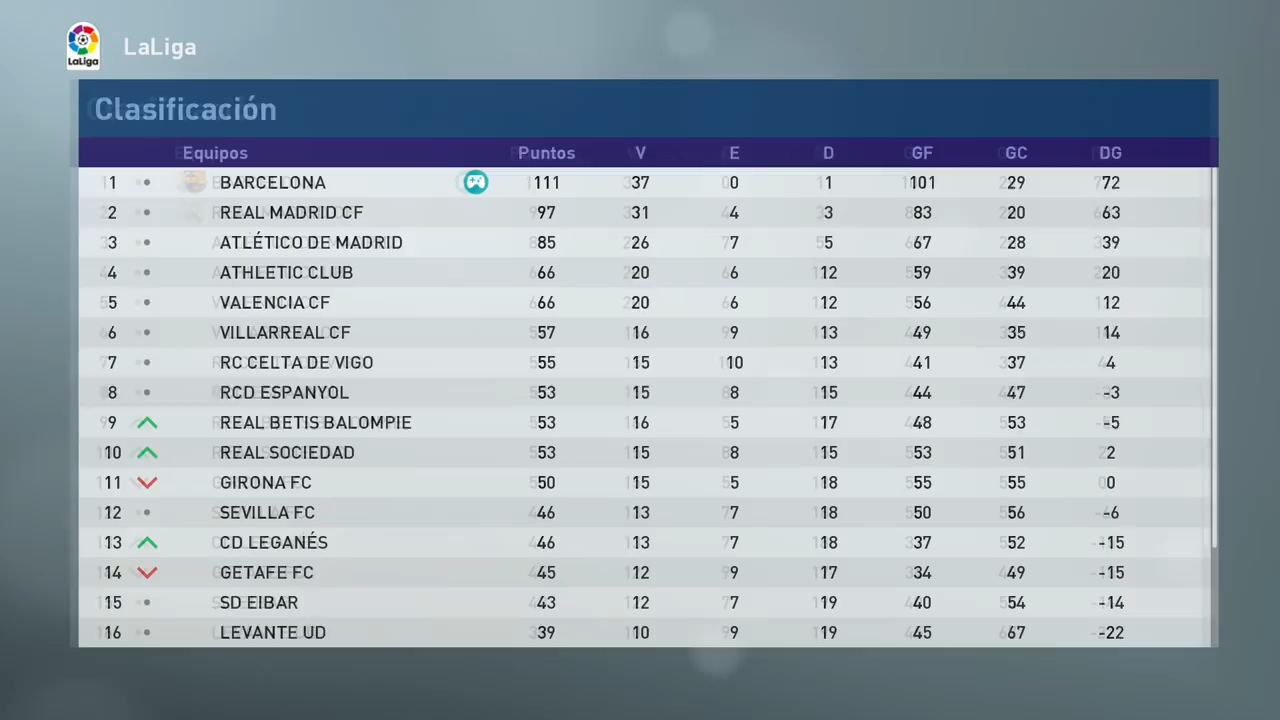 LaLiga
LaLiga
Clasificación
Equipos Puntos V E D GF GC DG
1 BARCELONA 111 37 0 1 101 29 72
2 REAL MADRID CF 97 31 4 3 83 20 63
3 ATLÉTICO DE MADRID 85 26 7 5 67 28 39
4 ATHLETIC CLUB 66 20 6 12 59 39 20
5 VALENCIA CF 66 20 6 12 56 44 12
6 VILLARREAL CF 57 16 9 13 49 35 14
7 RC CELTA DE VIGO 55 15 10 13 41 37 4
8 RCD ESPANYOL 53 15 8 15 44 47 -3
9 REAL BETIS BALOMPIE 53 16 5 17 48 53 -5
10 REAL SOCIEDAD 53 15 8 15 53 51 2
11 GIRONA FC 50 15 5 18 55 55 0
12 SEVILLA FC 46 13 7 18 50 56 -6
13 CD LEGANÉS 46 13 7 18 37 52 -15
14 GETAFE FC 45 12 9 17 34 49 -15
15 SD EIBAR 43 12 7 19 40 54 -14
16 LEVANTE UD 39 10 9 19 45 67 -22